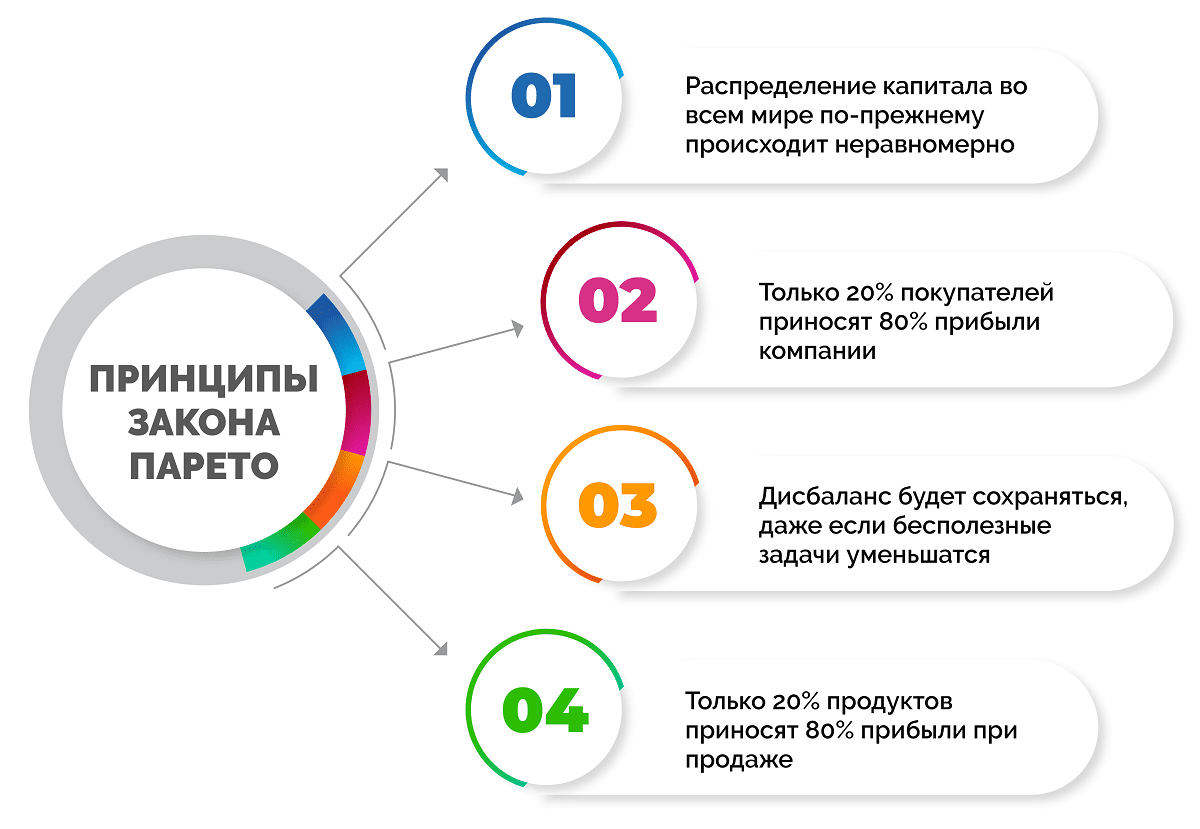 ПРИНЦИПЫ
ЗАКОНА
ПАРЕТО
01
Распределение капитала во
всем мире по-прежнему
происходит неравномерно
02
Только 20% покупателей
приносят 80% прибыли
компании
03
Дисбаланс будет сохраняться,
даже если бесполезные
задачи уменьшатся
04
Только 20% продуктов
приносят 80% прибыли при
продаже